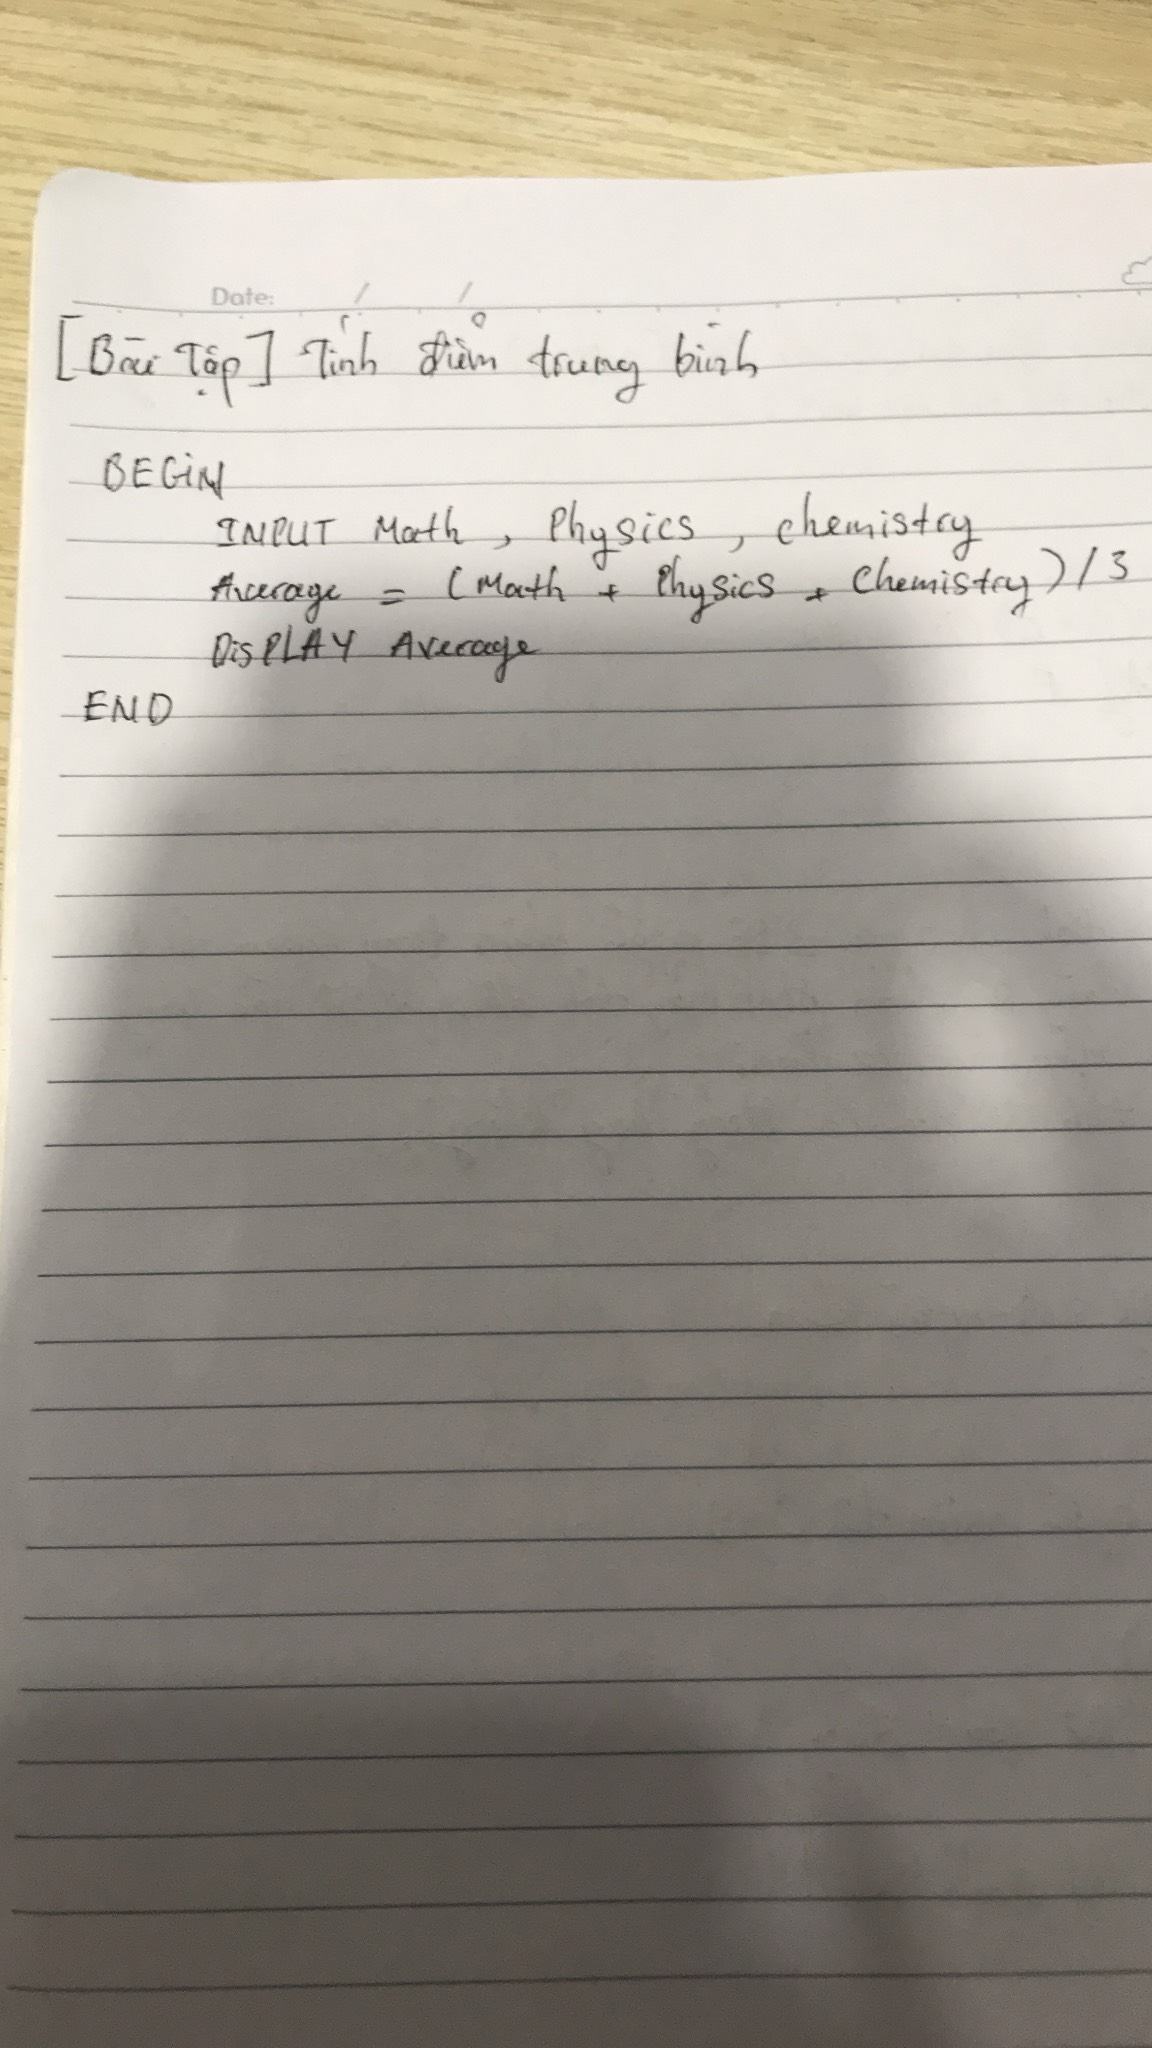 Date: / /
[Bài Tập] Tính điểm trung bình
BEGIN
INPUT Math, Physics, chemistry
Average = (Math + Physics + Chemistry) / 3
DISPLAY Average
END